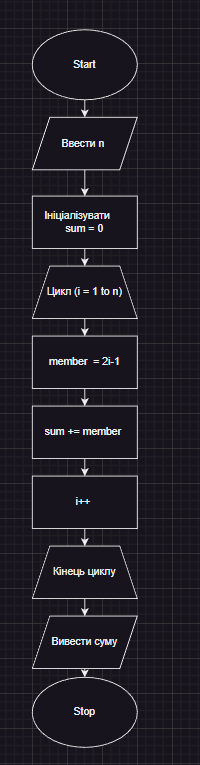 Start
Ввести n
Ініціалізувати
sum = 0
Цикл (i = 1 to n)
member = 2i-1
sum += member
i++
Кінець циклу
Вивести суму
Stop